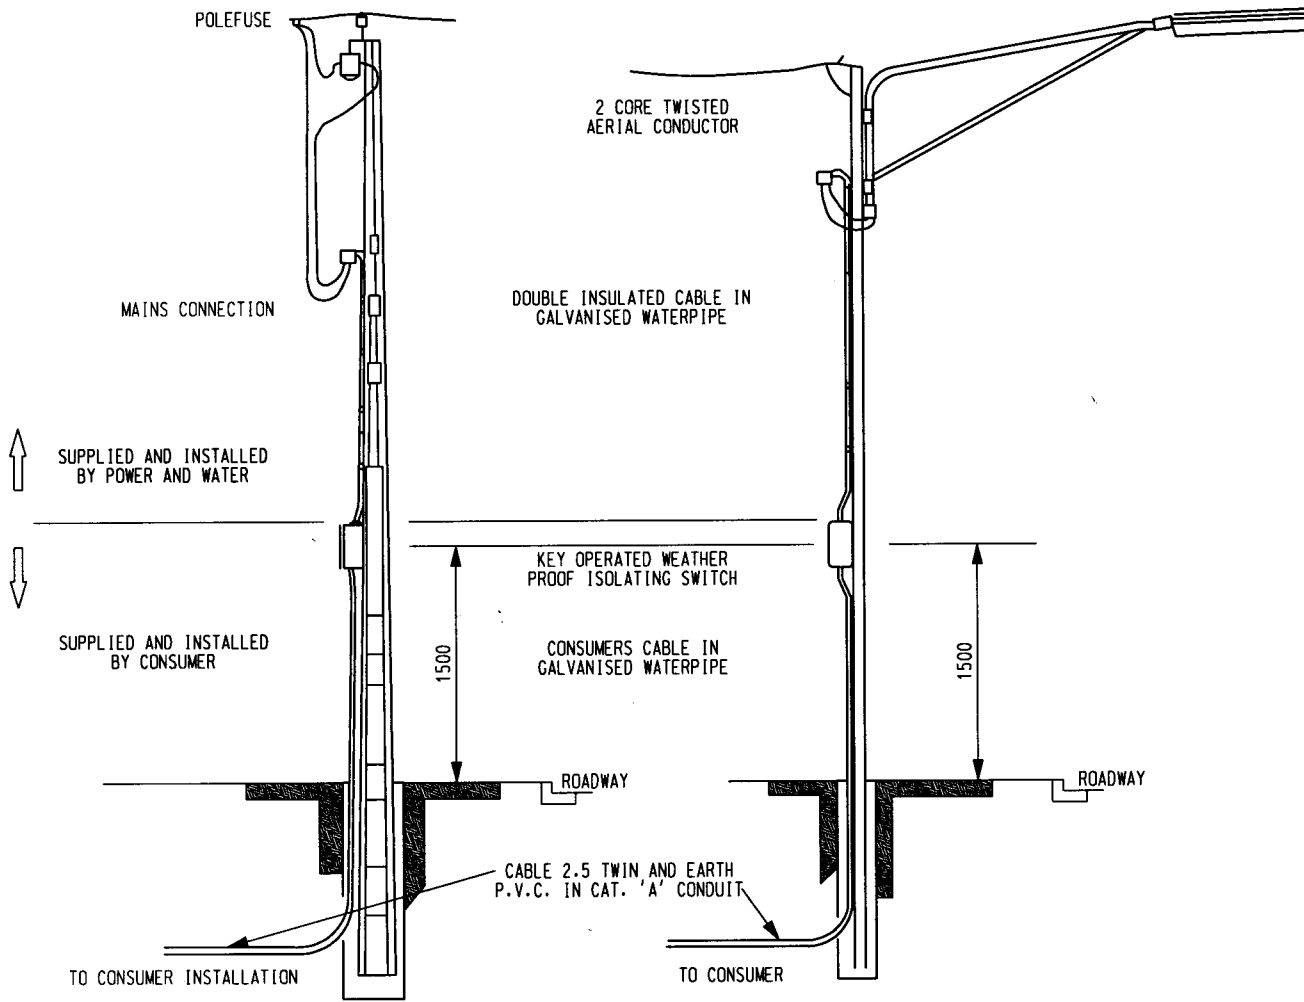 POLEFUSE
2 CORE TWISTED
AERIAL CONDUCTOR
MAINS CONNECTION
DOUBLE INSULATED CABLE IN
GALVANISED WATERPIPE
SUPPLIED AND INSTALLED
BY POWER AND WATER
KEY OPERATED WEATHER
PROOF ISOLATING SWITCH
SUPPLIED AND INSTALLED
BY CONSUMER
1500
CONSUMERS CABLE IN
GALVANISED WATERPIPE
1500
ROADWAY
ROADWAY
CABLE 2.5 TWIN AND EARTH
P.V.C. IN CAT. 'A' CONDUIT
TO CONSUMER INSTALLATION
TO CONSUMER